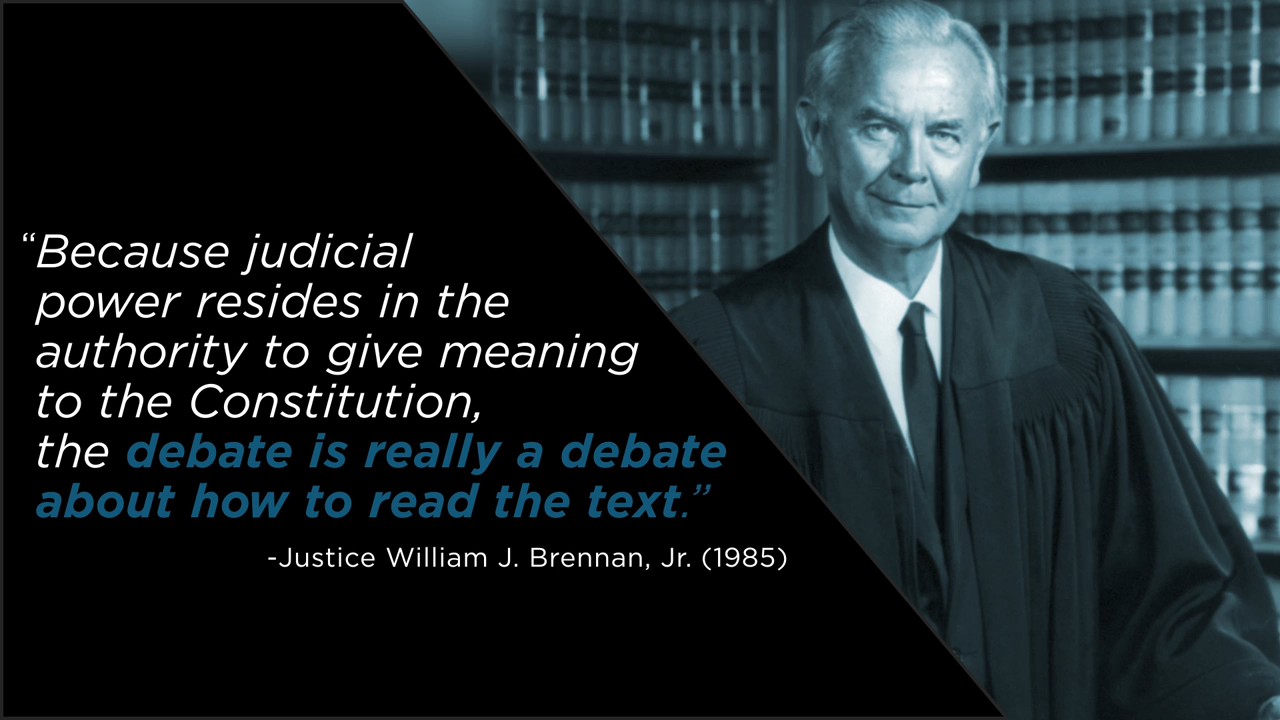 “Because judicial
power resides in the
authority to give meaning
to the Constitution,
the debate is really a debate
about how to read the text.”
-Justice William J. Brennan, Jr. (1985)